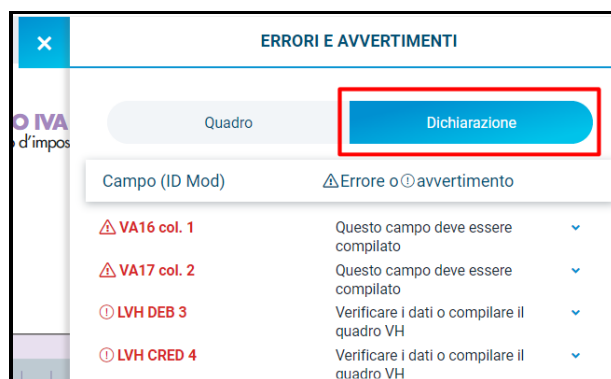 ×
ERRORI E AVVERTIMENTI
O IVA
d'impos
Quadro
Dichiarazione
Campo (ID Mod)
Errore o avvertimento
VA16 col. 1
Questo campo deve essere
compilato
VA17 col. 2
Questo campo deve essere
compilato
LVH DEB 3
Verificare i dati o compilare il
quadro VH
LVH CRED 4
Verificare i dati o compilare il
quadro VH